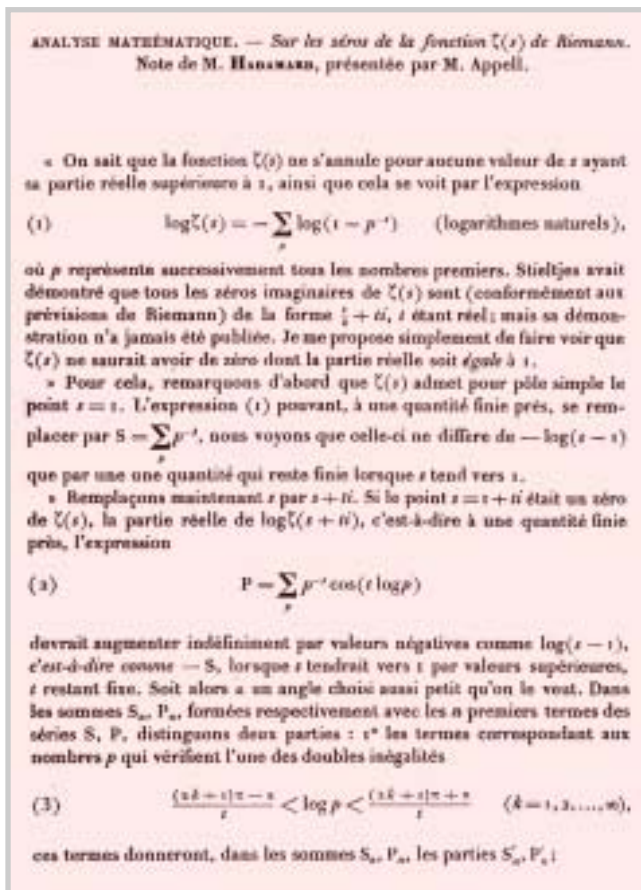 ANALYSE MATHÉMATIQUE. — Sur les zéros de la fonction ζ(s) de Riemann.
Note de M. HADAMARD, présentée par M. Appell.
« On sait que la fonction ζ(s) ne s'annule pour aucune valeur de s ayant
sa partie réelle supérieure à 1, ainsi que cela se voit par l'expression
(1) logζ(s) = — ∑ log(1 — p⁻ˢ) (logarithmes naturels),
p
où p représente successivement tous les nombres premiers. Stieltjes avait
démontré que tous les zéros imaginaires de ζ(s) sont (conformément aux
prévisions de Riemann) de la forme ½ + ti, t étant réel; mais sa démon-
stration n'a jamais été publiée. Je me propose simplement de faire voir que
ζ(s) ne saurait avoir de zéro dont la partie réelle soit égale à 1.
» Pour cela, remarquons d'abord que ζ(s) admet pour pôle simple le
point s = 1. L'expression (1) pouvant, à une quantité finie près, se rem-
placer par S = ∑ p⁻ˢ, nous voyons que celle-ci ne diffère de — log(s — 1)
p
que par une une quantité qui reste finie lorsque s tend vers 1.
» Remplaçons maintenant s par s + ti. Si le point s = 1 + ti était un zéro
de ζ(s), la partie réelle de logζ(s + ti), c'est-à-dire à une quantité finie
près, l'expression
(2) P = ∑ p⁻ˢ cos(t log p)
p
devrait augmenter indéfiniment par valeurs négatives comme log(s — 1),
c'est-à-dire comme — S, lorsque s tendrait vers 1 par valeurs supérieures,
t restant fixe. Soit alors α un angle choisi aussi petit qu'on le veut. Dans
les sommes Sₙ, Pₙ, formées respectivement avec les n premiers termes des
séries S, P, distinguons deux parties : 1° les termes correspondant aux
nombres p qui vérifient l'une des doubles inégalités
(3) (2k + 1)π — α / t < log p < (2k + 1)π + α / t (k = 1, 2, ..., ∞),
ces termes donneront, dans les sommes Sₙ, Pₙ, les parties S′ₙ, P′ₙ;